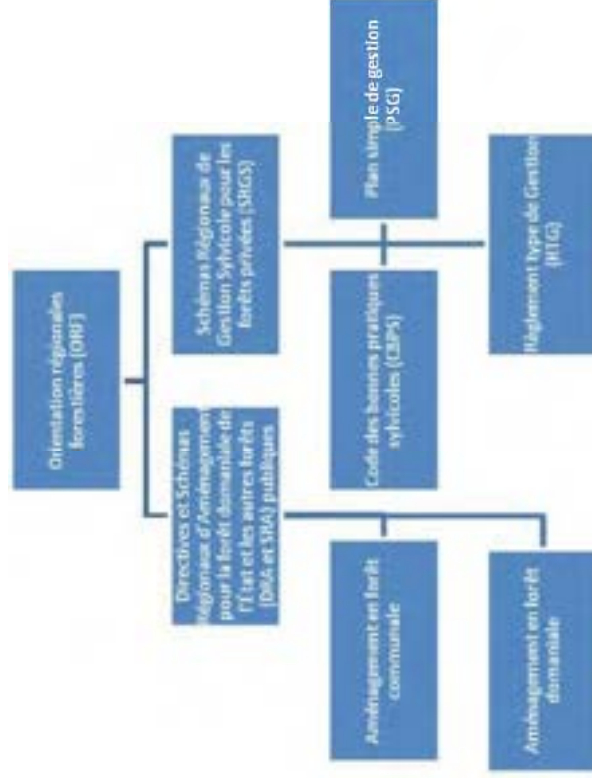 Orientation régionales
forestières (ORF)
Directives et Schémas
Régionaux d'Aménagement
pour la forêt domaniale de
l'État et les autres forêts
(DRA et SRA) publiques
Schémas Régionaux de
Gestion Sylvicole pour les
forêts privées (SRGS)
Aménagement en forêt
communale
Code des bonnes pratiques
sylvicoles (CBPS)
Plan simple de gestion
(PSG)
Aménagement en forêt
domaniale
Règlement type de Gestion
(RTG)